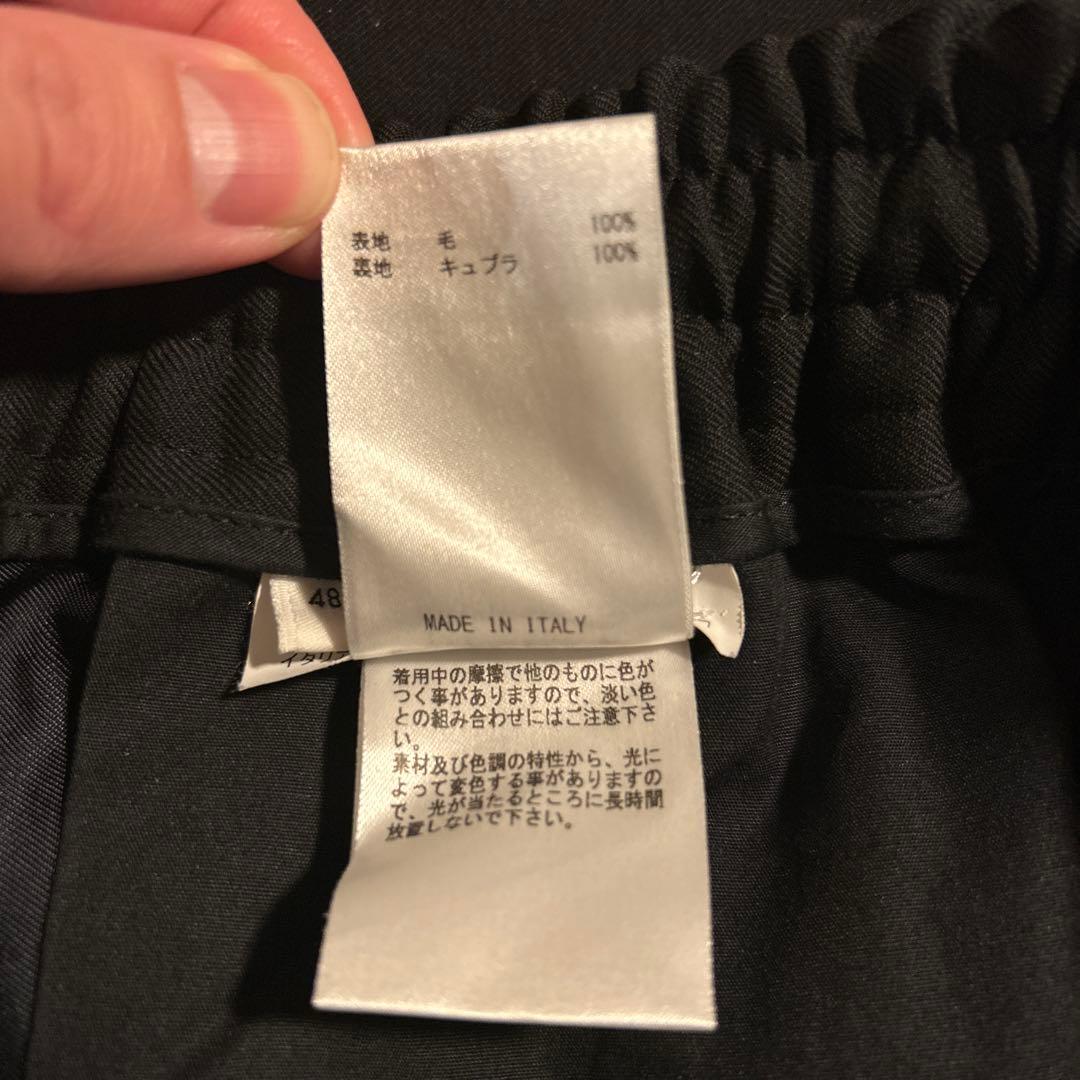 表地 毛 100%
裏地 キュプラ 100%
MADE IN ITALY
48
イタリア
着用中の摩擦で他のものに色が
つく事がありますので、淡い色
との組み合わせにはご注意下さ
い。
素材及び色調の特性から、光に
よって変色する事がありますの
で、光が当たるところに長時間
放置しないで下さい。